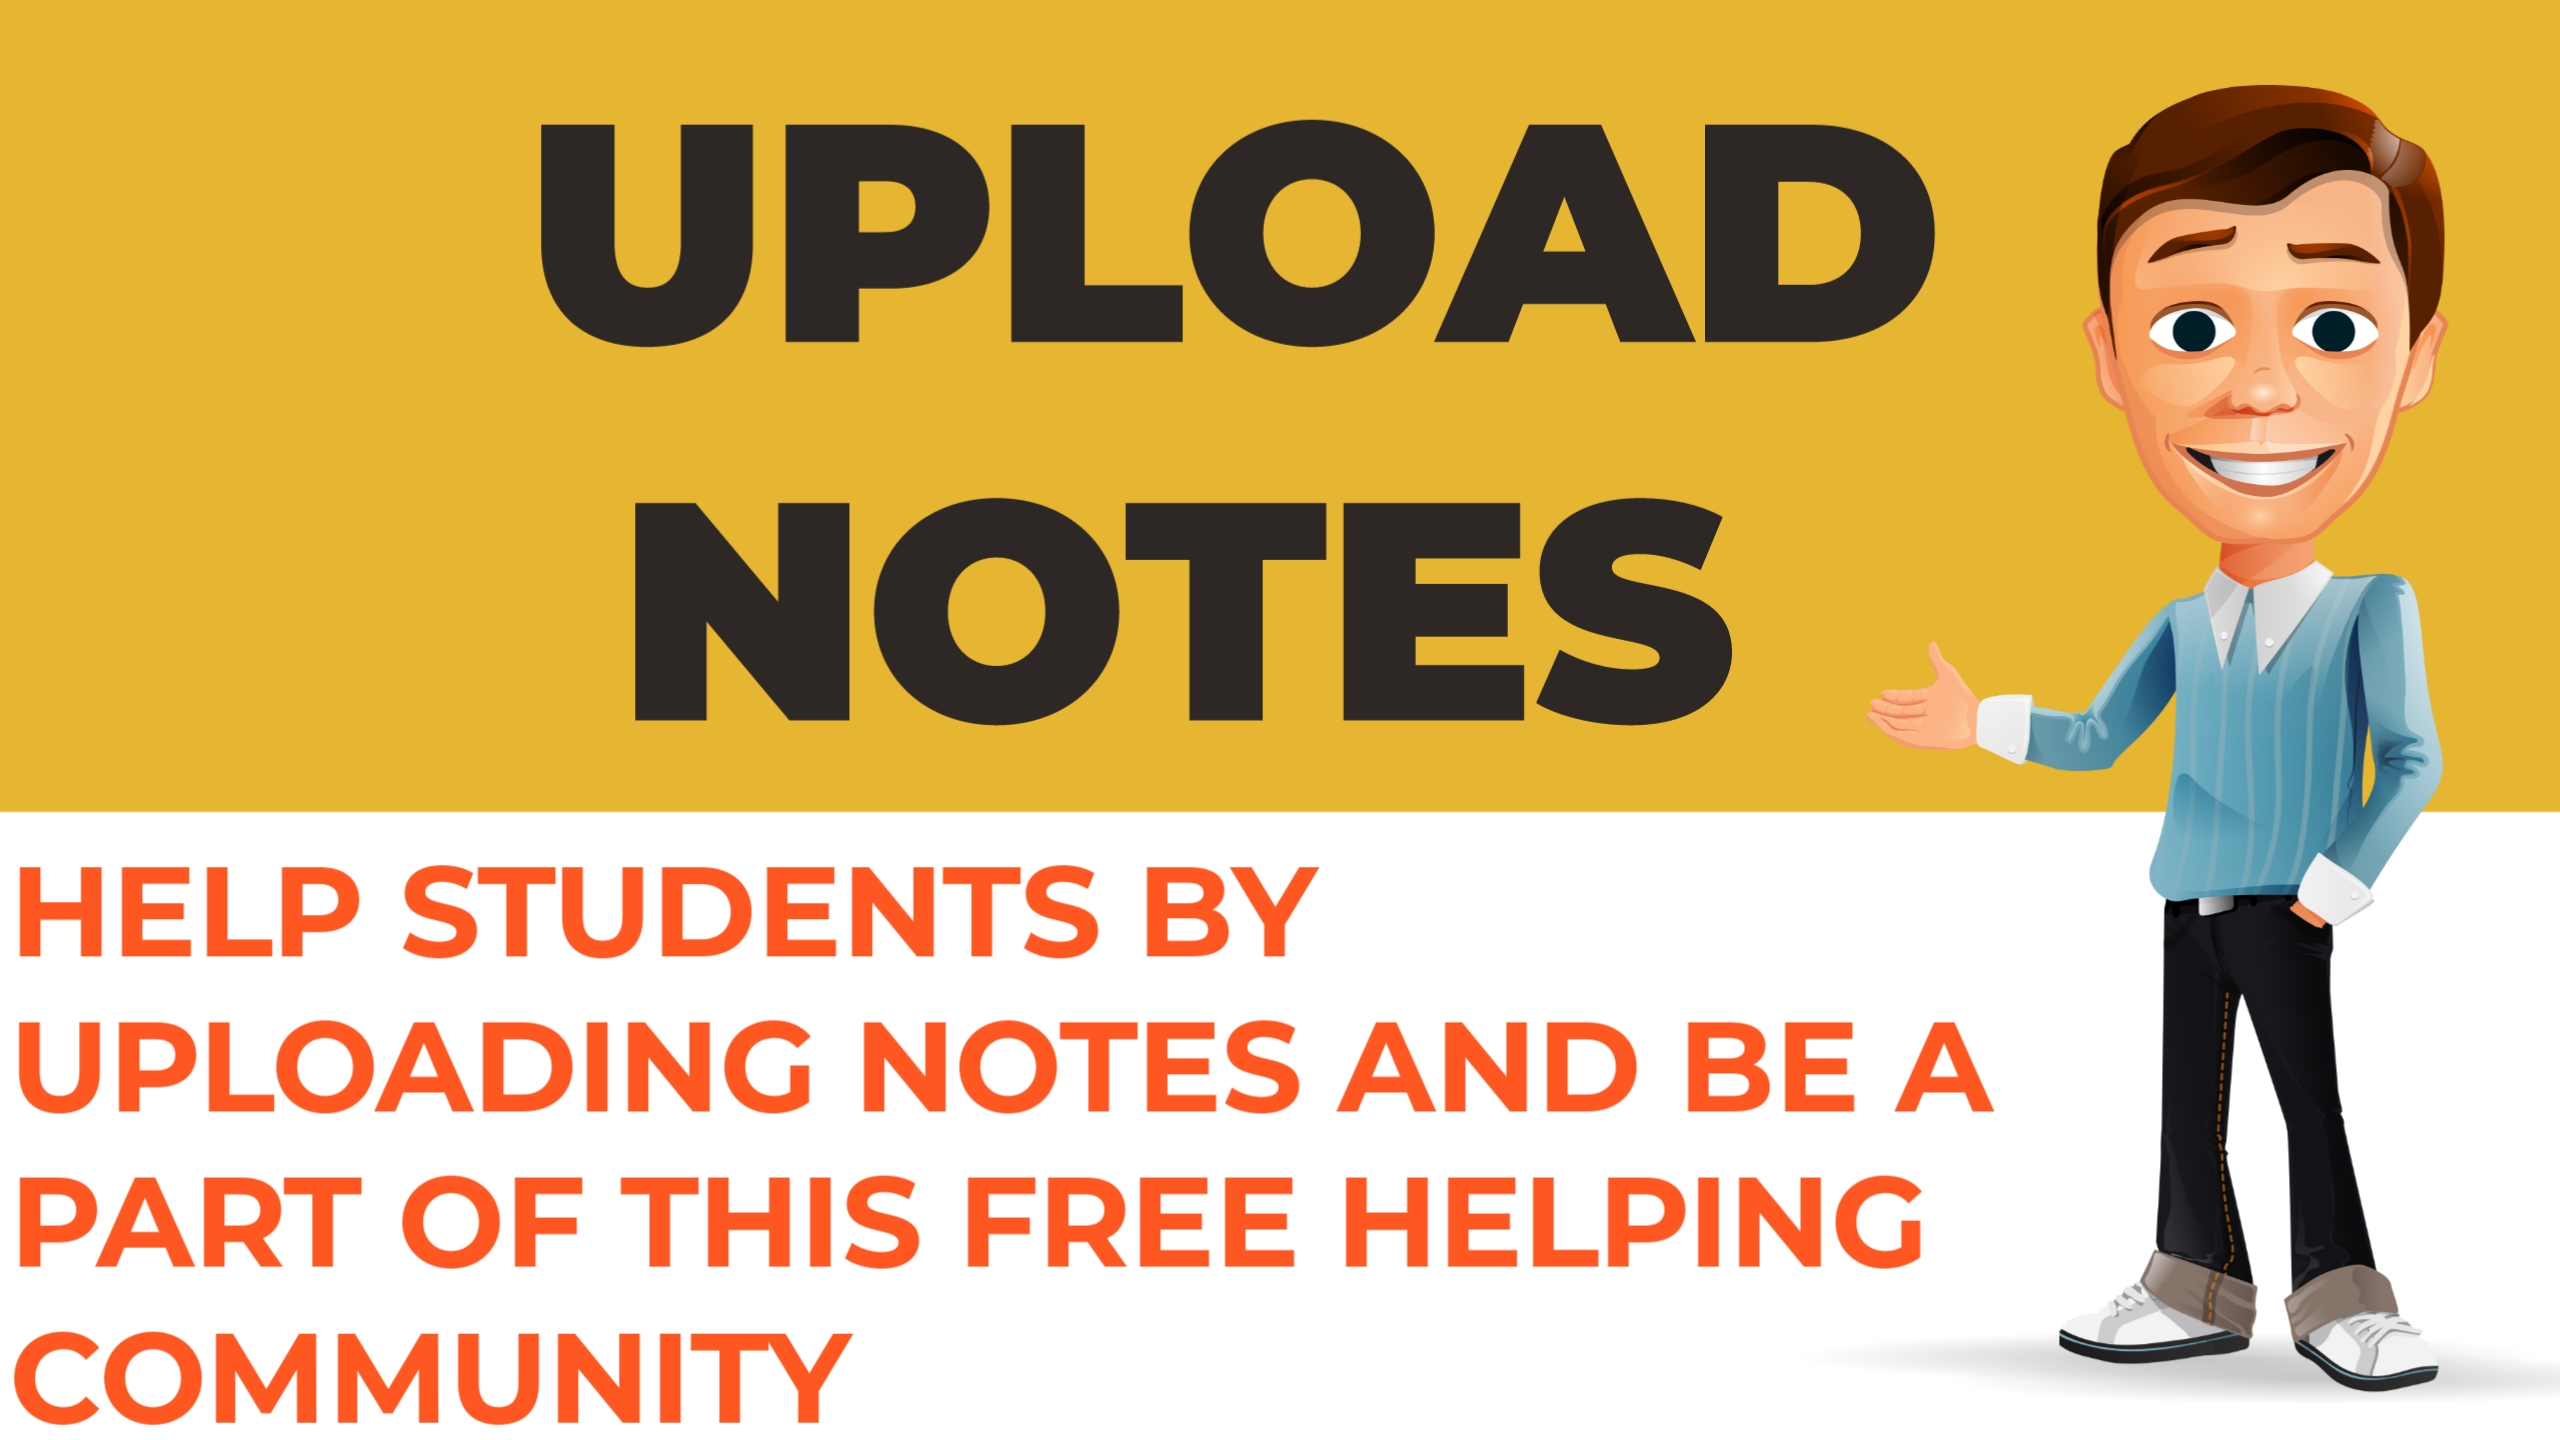 UPLOAD
NOTES
HELP STUDENTS BY
UPLOADING NOTES AND BE A
PART OF THIS FREE HELPING
COMMUNITY